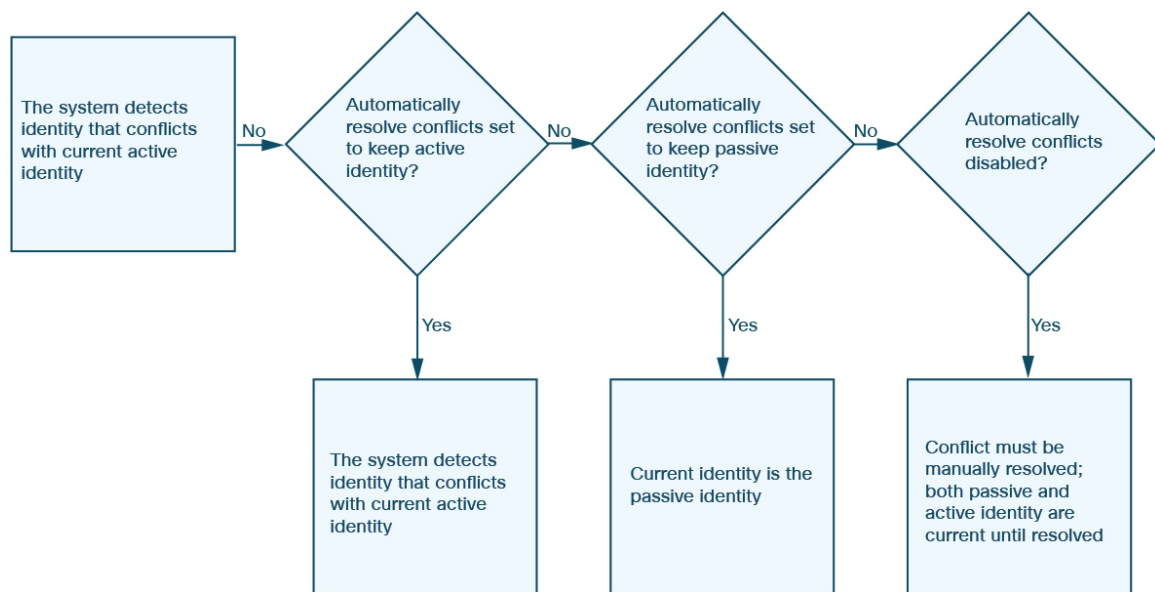 The system detects
identity that conflicts
with current active
identity
No
Automatically
resolve conflicts set
to keep active
identity?
No
Automatically
resolve conflicts set
to keep passive
identity?
No
Automatically
resolve conflicts
disabled?
Yes
Yes
Yes
The system detects
identity that conflicts
with current active
identity
Current identity is the
passive identity
Conflict must be
manually resolved;
both passive and
active identity are
current until resolved